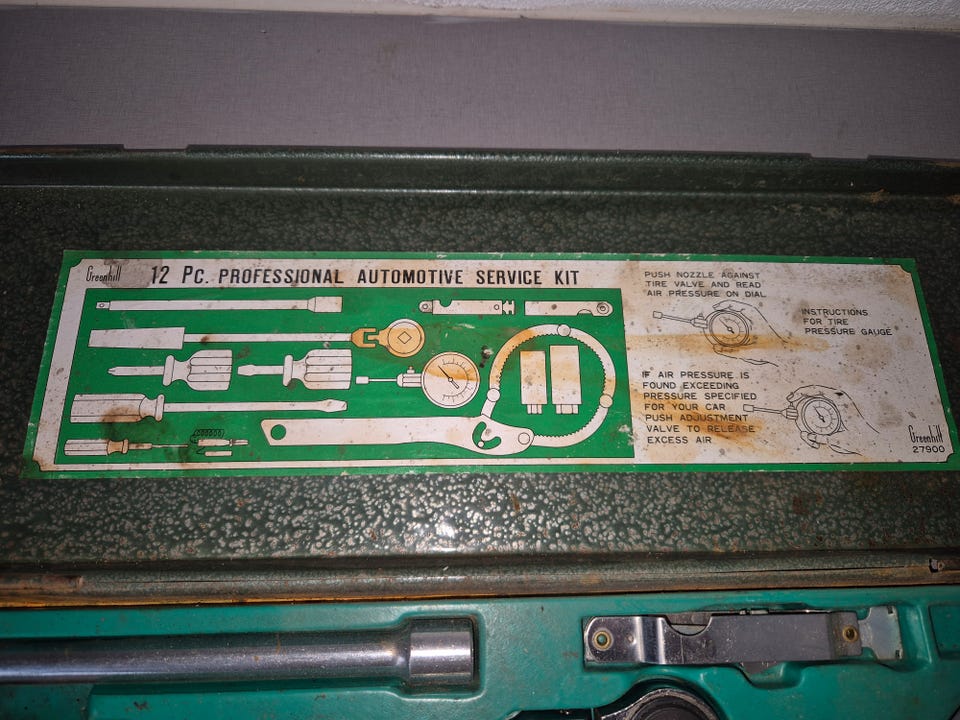 Greenhill 12 Pc. PROFESSIONAL AUTOMOTIVE SERVICE KIT
PUSH NOZZLE AGAINST
TIRE VALVE AND READ
AIR PRESSURE ON DIAL
INSTRUCTIONS
FOR TIRE
PRESSURE GAUGE
IF AIR PRESSURE IS
FOUND EXCEEDING
PRESSURE SPECIFIED
FOR YOUR CAR
PUSH ADJUSTMENT
VALVE TO RELEASE
EXCESS AIR
Greenhill
27900